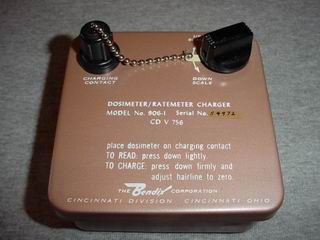 CHARGING
CONTACT
DOWN
SCALE
DOSIMETER/RATEMETER CHARGER
MODEL No. 906-1 Serial No.
CD V 756
place dosimeter on charging contact
TO READ: press down lightly.
TO CHARGE: press down firmly and
adjust hairline to zero.
THE Bendix CORPORATION
CINCINNATI DIVISION CINCINNATI OHIO